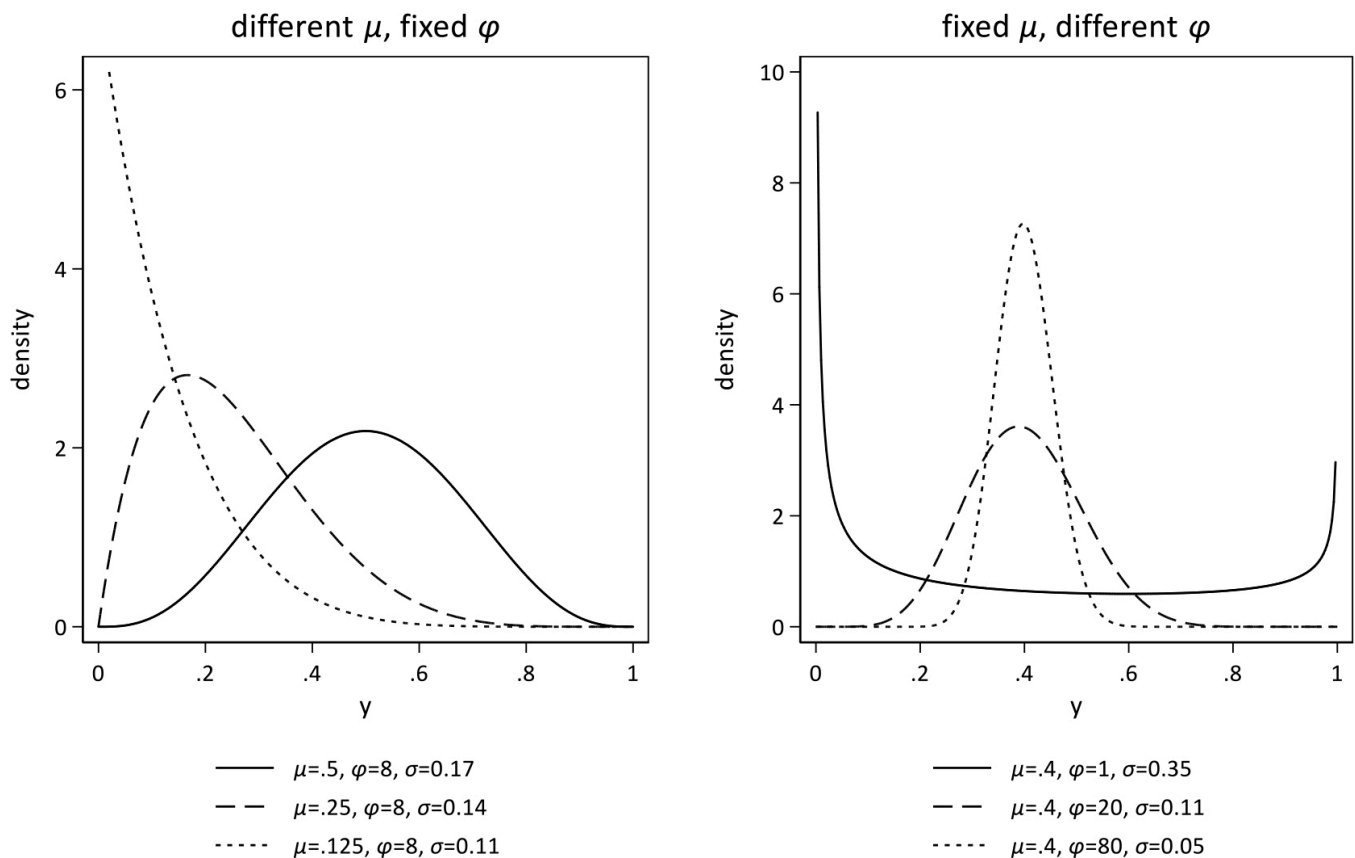 different μ, fixed φ
6
4
2
0
density
0 .2 .4 .6 .8 1
y
μ=.5, φ=8, σ=0.17
μ=.25, φ=8, σ=0.14
μ=.125, φ=8, σ=0.11
fixed μ, different φ
10
8
6
4
2
0
density
0 .2 .4 .6 .8 1
y
μ=.4, φ=1, σ=0.35
μ=.4, φ=20, σ=0.11
μ=.4, φ=80, σ=0.05